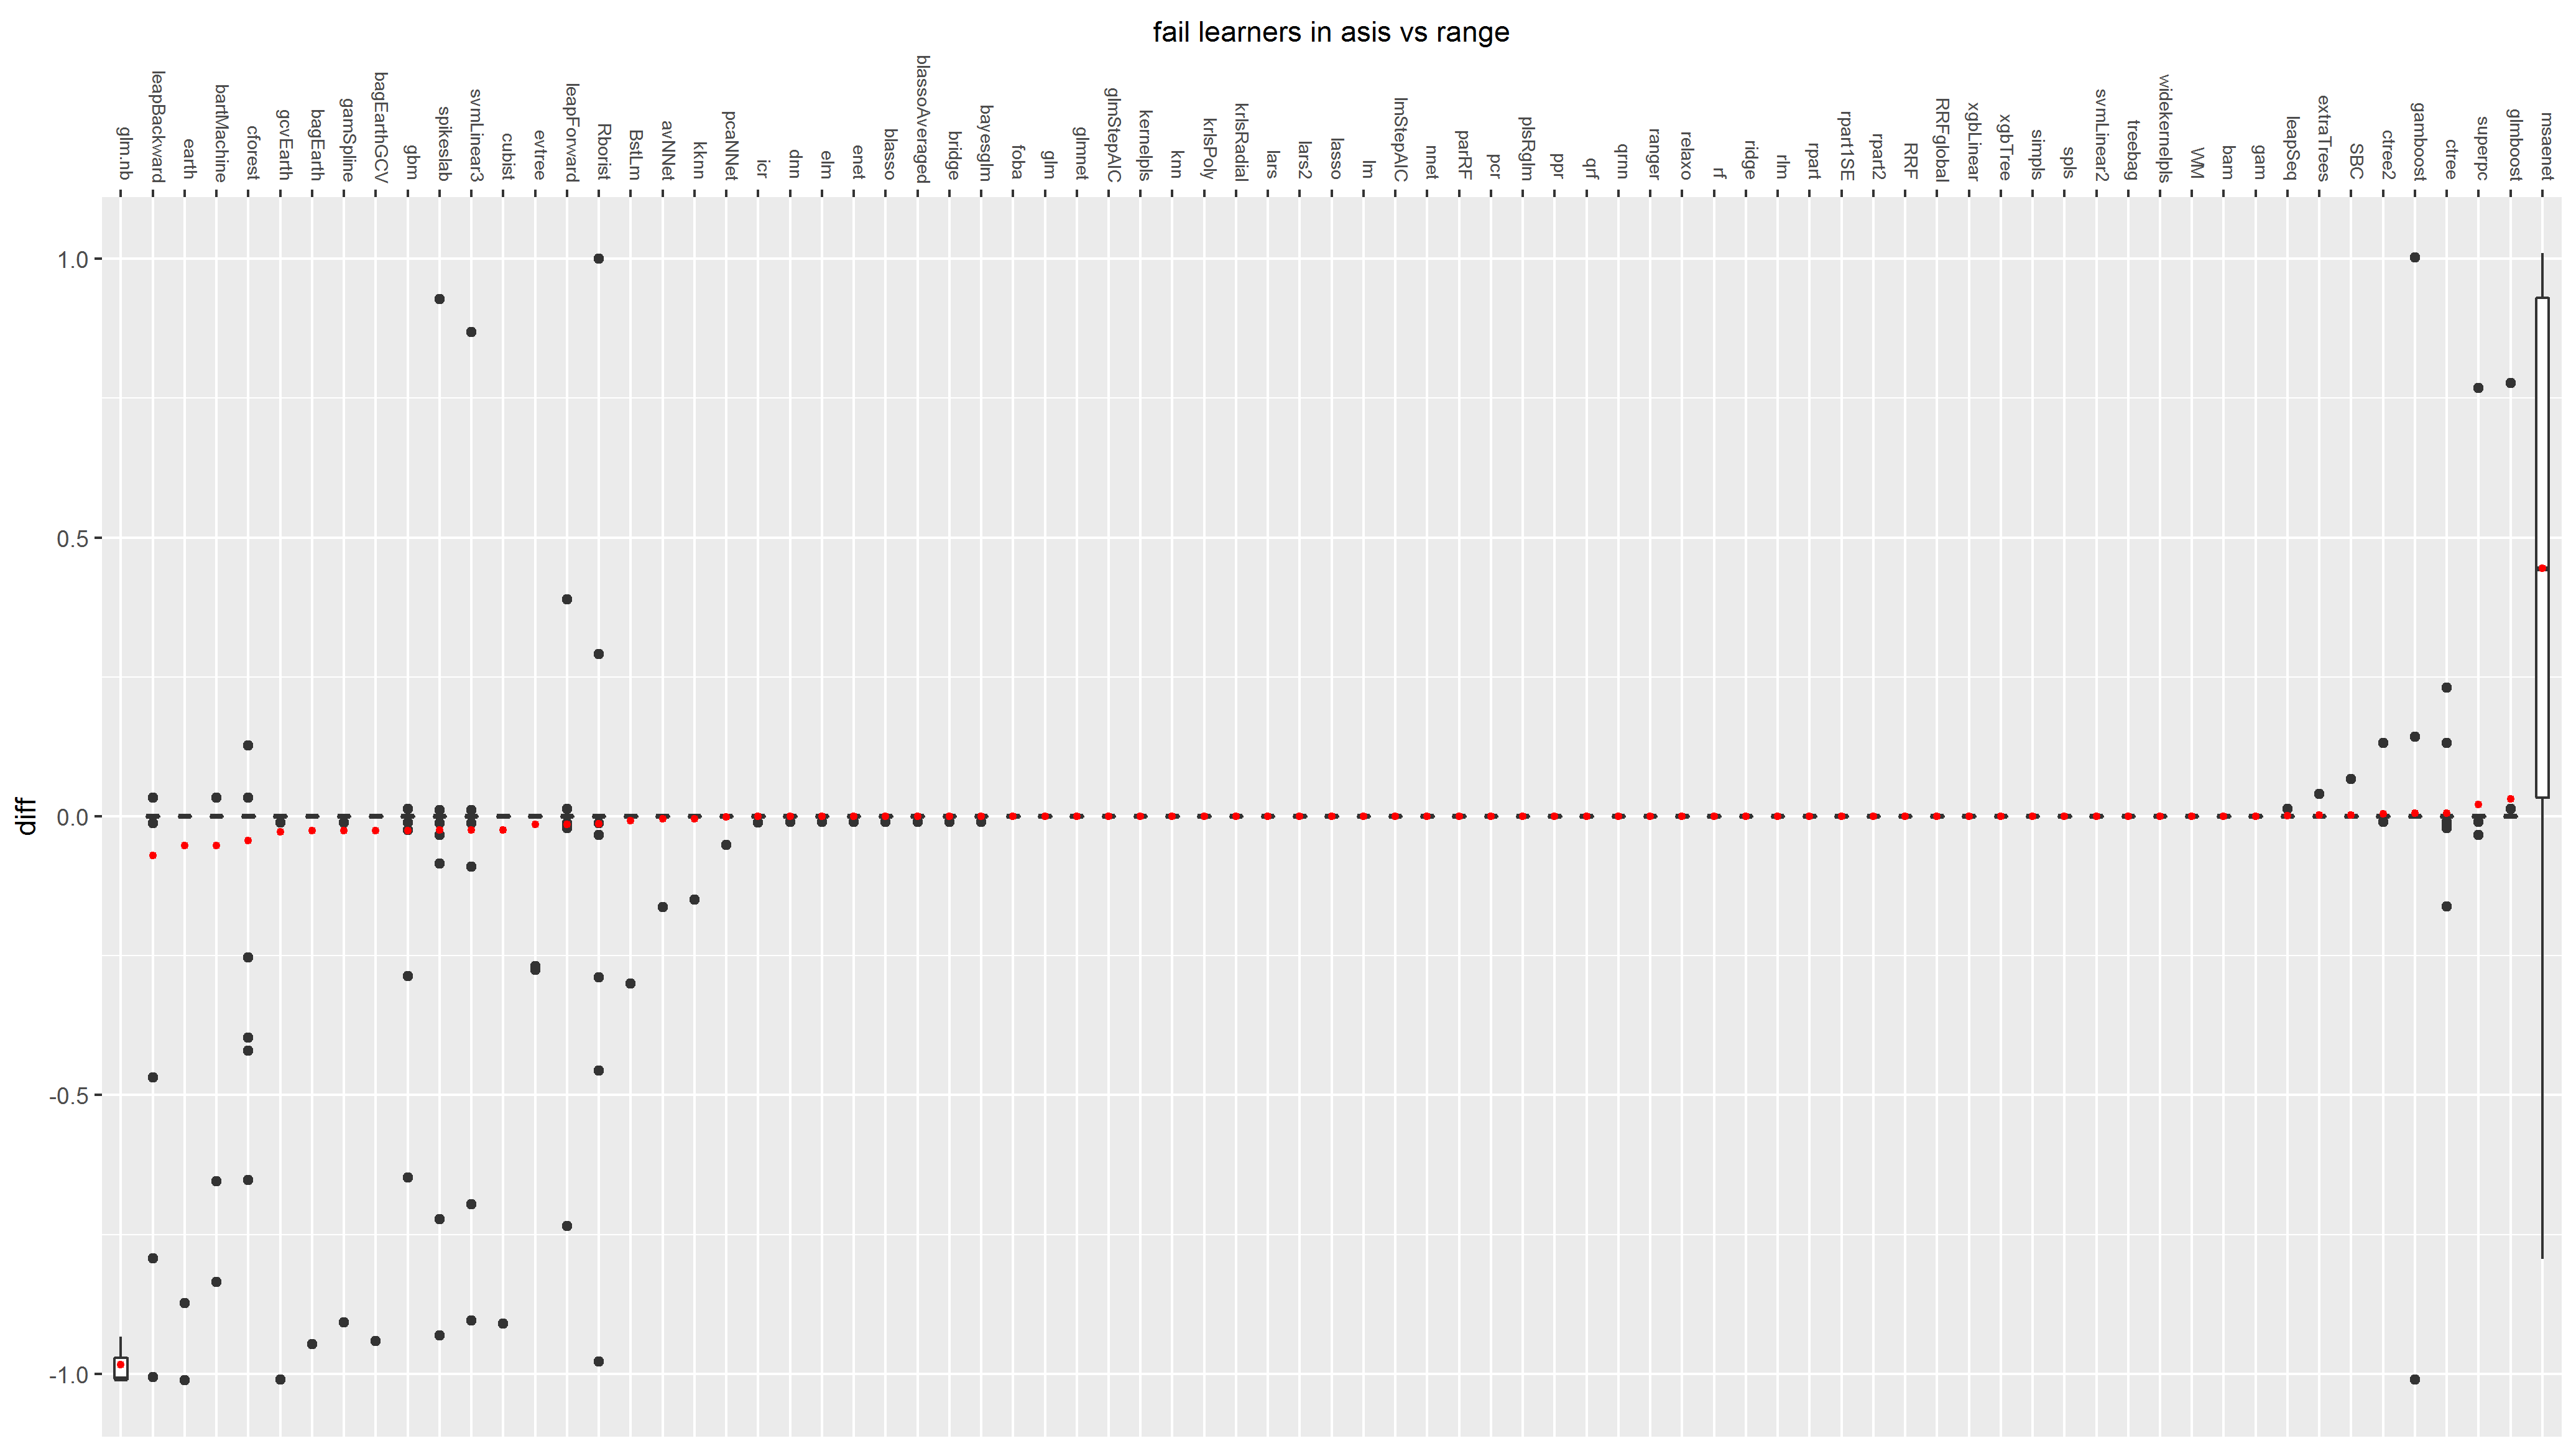 fail learners in asis vs range
glm.nb
leapBackward
earth
bartMachine
cforest
gcvEarth
bagEarth
gamSpline
bagEarthGCV
gbm
spikeslab
svmLinear3
cubist
evtree
leapForward
Rborist
BstLm
avNNet
kknn
pcaNNet
icr
dnn
elm
enet
blasso
blassoAveraged
bridge
bayesglm
foba
glm
glmnet
glmStepAIC
kernelpls
knn
krlsPoly
krlsRadial
lars
lars2
lasso
lm
lmStepAIC
nnet
parRF
pcr
plsRglm
ppr
qrf
qrnn
ranger
relaxo
rf
ridge
rlm
rpart
rpart1SE
rpart2
RRF
RRFglobal
xgbLinear
xgbTree
simpls
spls
svmLinear2
treebag
widekernelpls
WM
bam
gam
leapSeq
extraTrees
SBC
ctree2
gamboost
ctree
superpc
glmboost
msaenet
1.0
0.5
0.0
-0.5
-1.0
diff